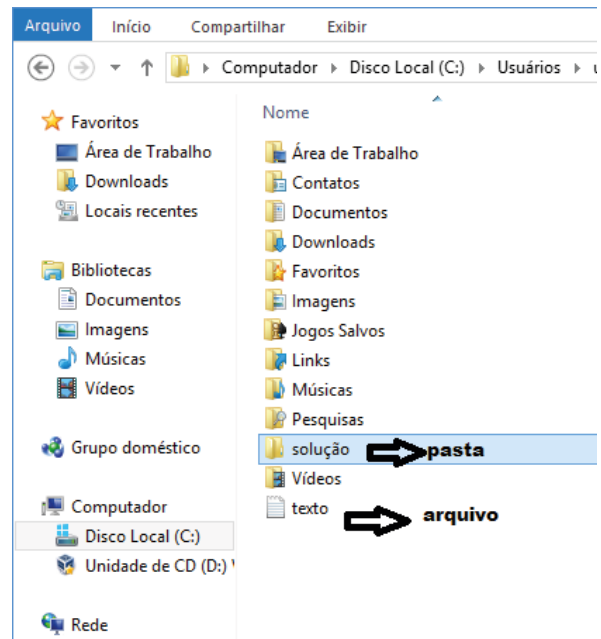 Arquivo Início Compartilhar Exibir
Computador Disco Local (C:) Usuários
Favoritos
Área de Trabalho
Downloads
Locais recentes
Bibliotecas
Documentos
Imagens
Músicas
Vídeos
Grupo doméstico
Computador
Disco Local (C:)
Unidade de CD (D:)
Rede
Nome
Área de Trabalho
Contatos
Documentos
Downloads
Favoritos
Imagens
Jogos Salvos
Links
Músicas
Pesquisas
solução pasta
Vídeos
texto arquivo